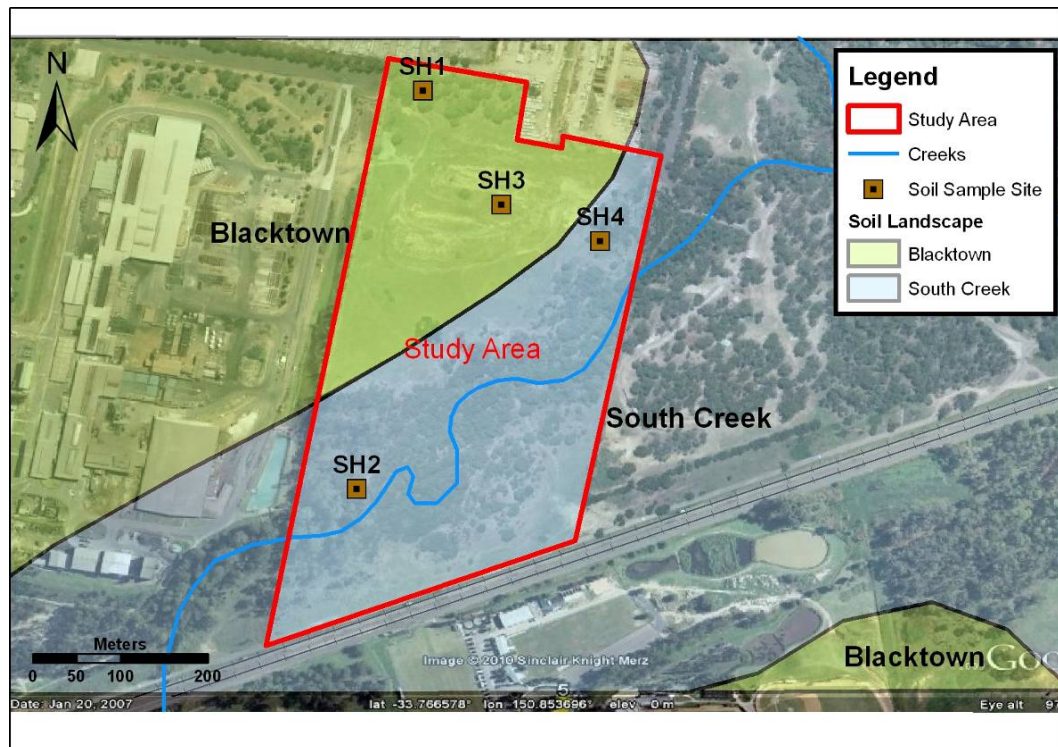 N
SH1
SH3
SH4
Blacktown
Study Area
South Creek
SH2
Legend
Study Area
Creeks
Soil Sample Site
Soil Landscape
Blacktown
South Creek
Meters
0 50 100 200
Image © 2010 Sinclair Knight Merz
Blacktown
Date: Jan 20, 2007
lat -33.766578° lon 150.853696° elev 0 m
Eye alt